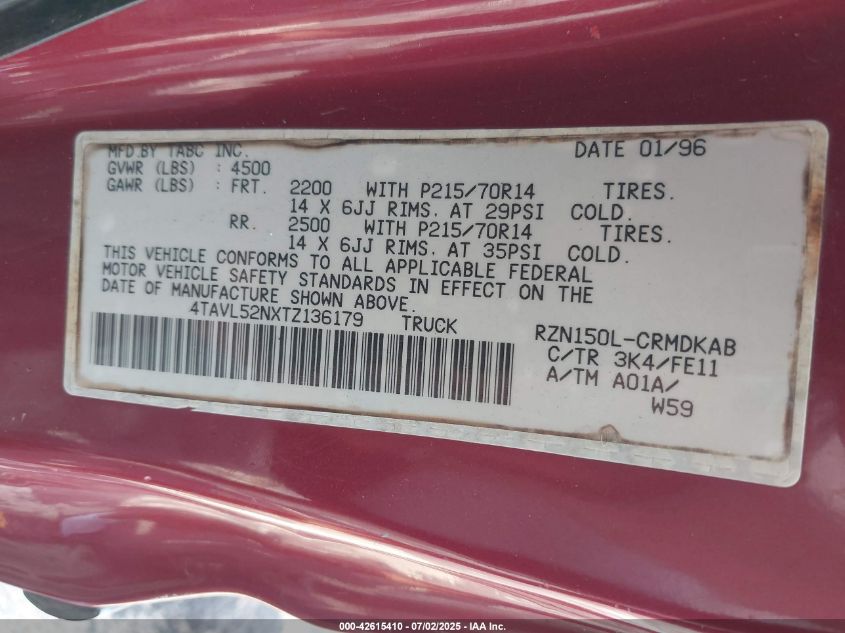 MFD.BY TABC INC. DATE 01/96
GVWR (LBS) : 4500
GAWR (LBS) : FRT. 2200 WITH P215/70R14 TIRES.
14 X 6JJ RIMS. AT 29PSI COLD.
RR. 2500 WITH P215/70R14 TIRES.
14 X 6JJ RIMS. AT 35PSI COLD.
THIS VEHICLE CONFORMS TO ALL APPLICABLE FEDERAL
MOTOR VEHICLE SAFETY STANDARDS IN EFFECT ON THE
DATE OF MANUFACTURE SHOWN ABOVE.
4TAVL52NXTZ136179 TRUCK
RZN150L-CRMDKAB
C/TR 3K4/FE11
A/TM A01A/
W59
000-42615410 - 07/02/2025 - IAA Inc.